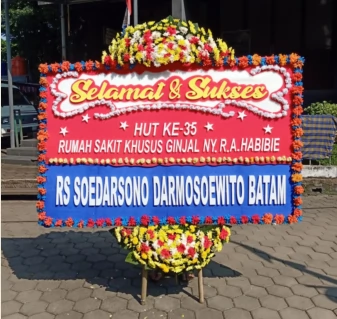 Selamat & Sukses
HUT KE-35
RUMAH SAKIT KHUSUS GINJAL NY, R,A, HABIBIE
RS SOEDARSONO DARMOSOEWITO BATAM